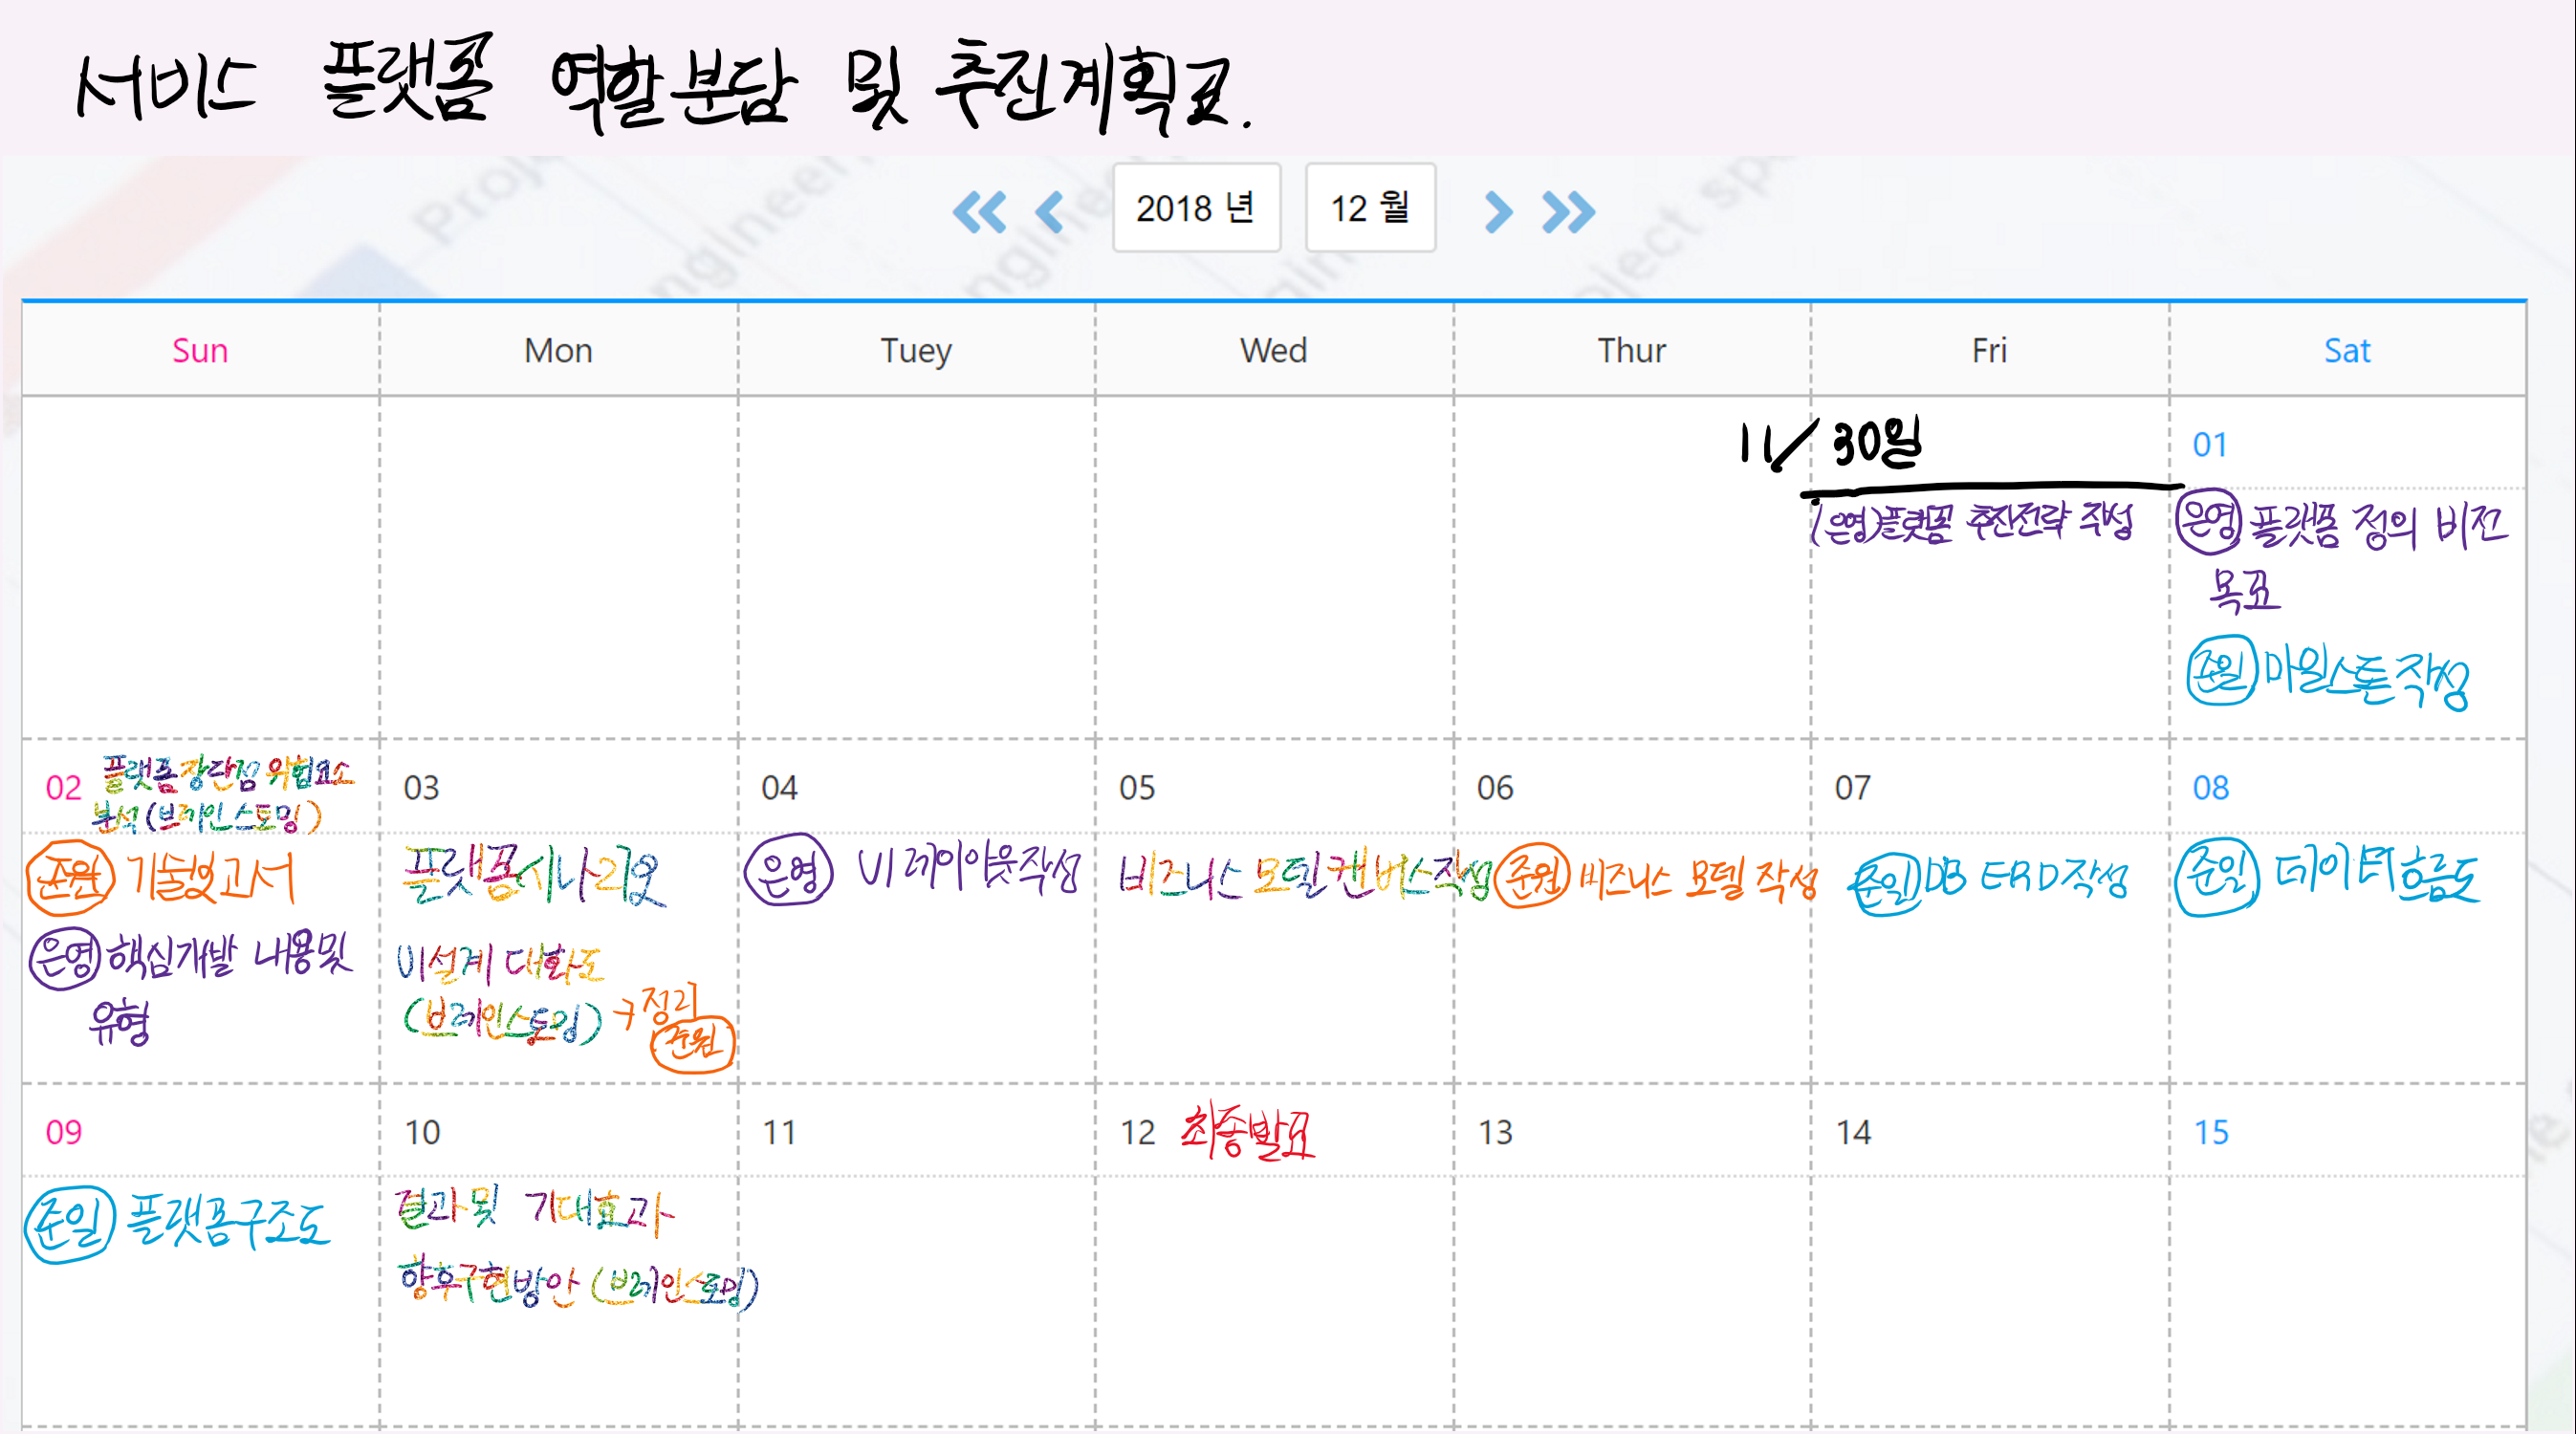 서비스 플랫폼 역할분담 및 추진계획표.
2018 년 12 월
Sun Mon Tuey Wed Thur Fri Sat
11/30일 01
(은영)플랫폼 추진전략 작성
은영 플랫폼 정의 비전
목표
준일 마일스톤 작성
02 플랫폼 장단점 위험요소
분석(브레인스토밍)
준원 기술보고서
은영 핵심개발 내용및
유형
03
플랫폼시나리오
UI설계 대화도
(브레인스토밍) → 정리
준원
04
은영 UI 레이아웃작성
05
비즈니스 모델캔버스작성
06
준원 비즈니스 모델 작성
07
준일 DB ERD작성
08
준일 데이터흐름도
09
준일 플랫폼구조도
10
결과 및 기대효과
향후구현방안 (브레인스토밍)
11
12 최종발표
13
14
15